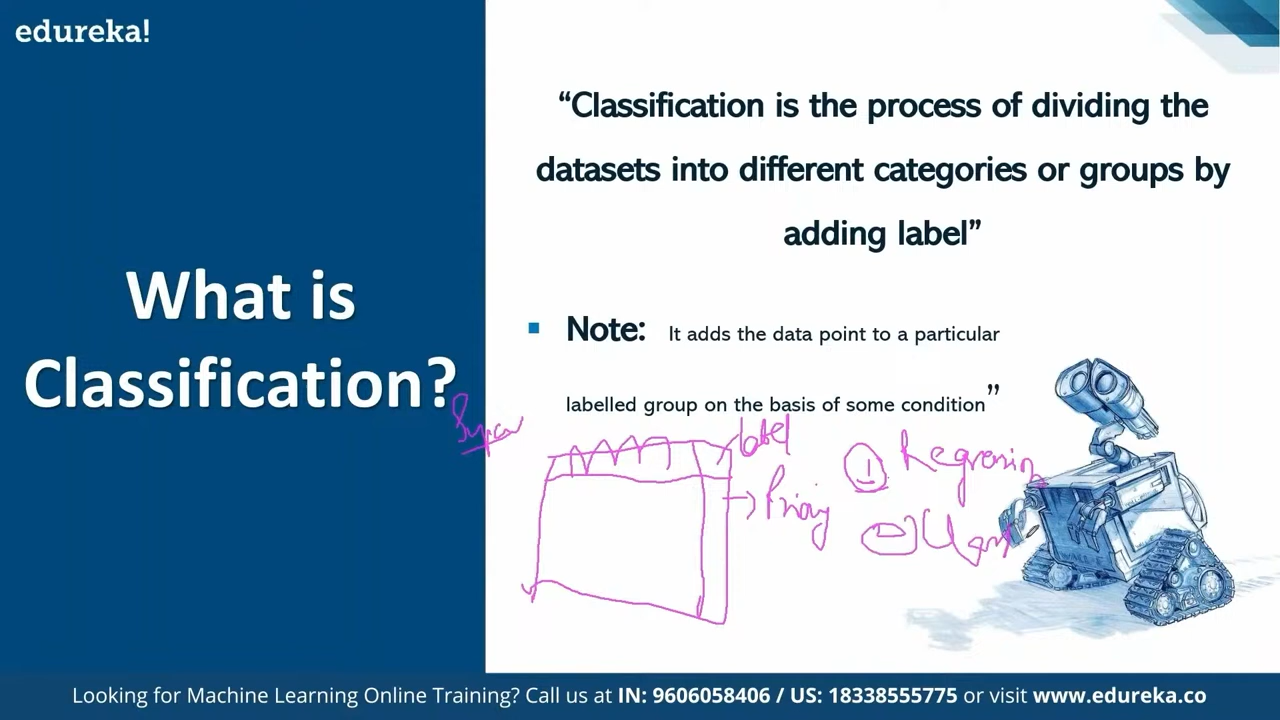 edureka!
“Classification is the process of dividing the
datasets into different categories or groups by
adding label”
What is
Classification?
Note: It adds the data point to a particular
labelled group on the basis of some condition”
label
1 Regression
Looking for Machine Learning Online Training? Call us at IN: 9606058406 / US: 18338555775 or visit www.edureka.co